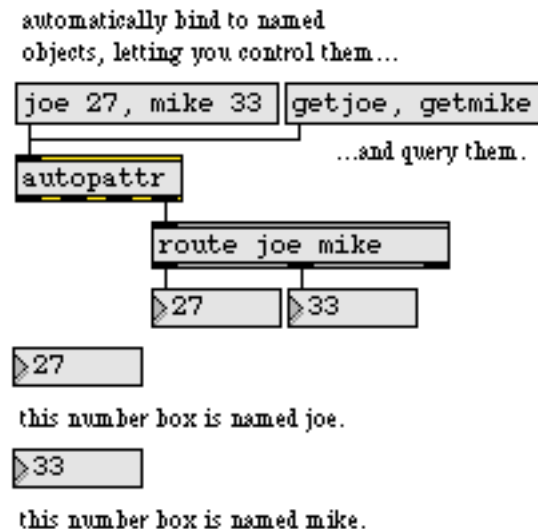 automatically bind to named
objects, letting you control them...
joe 27, mike 33
getjoe, getmike
...and query them.
autopattr
route joe mike
27
33
27
this number box is named joe.
33
this number box is named mike.